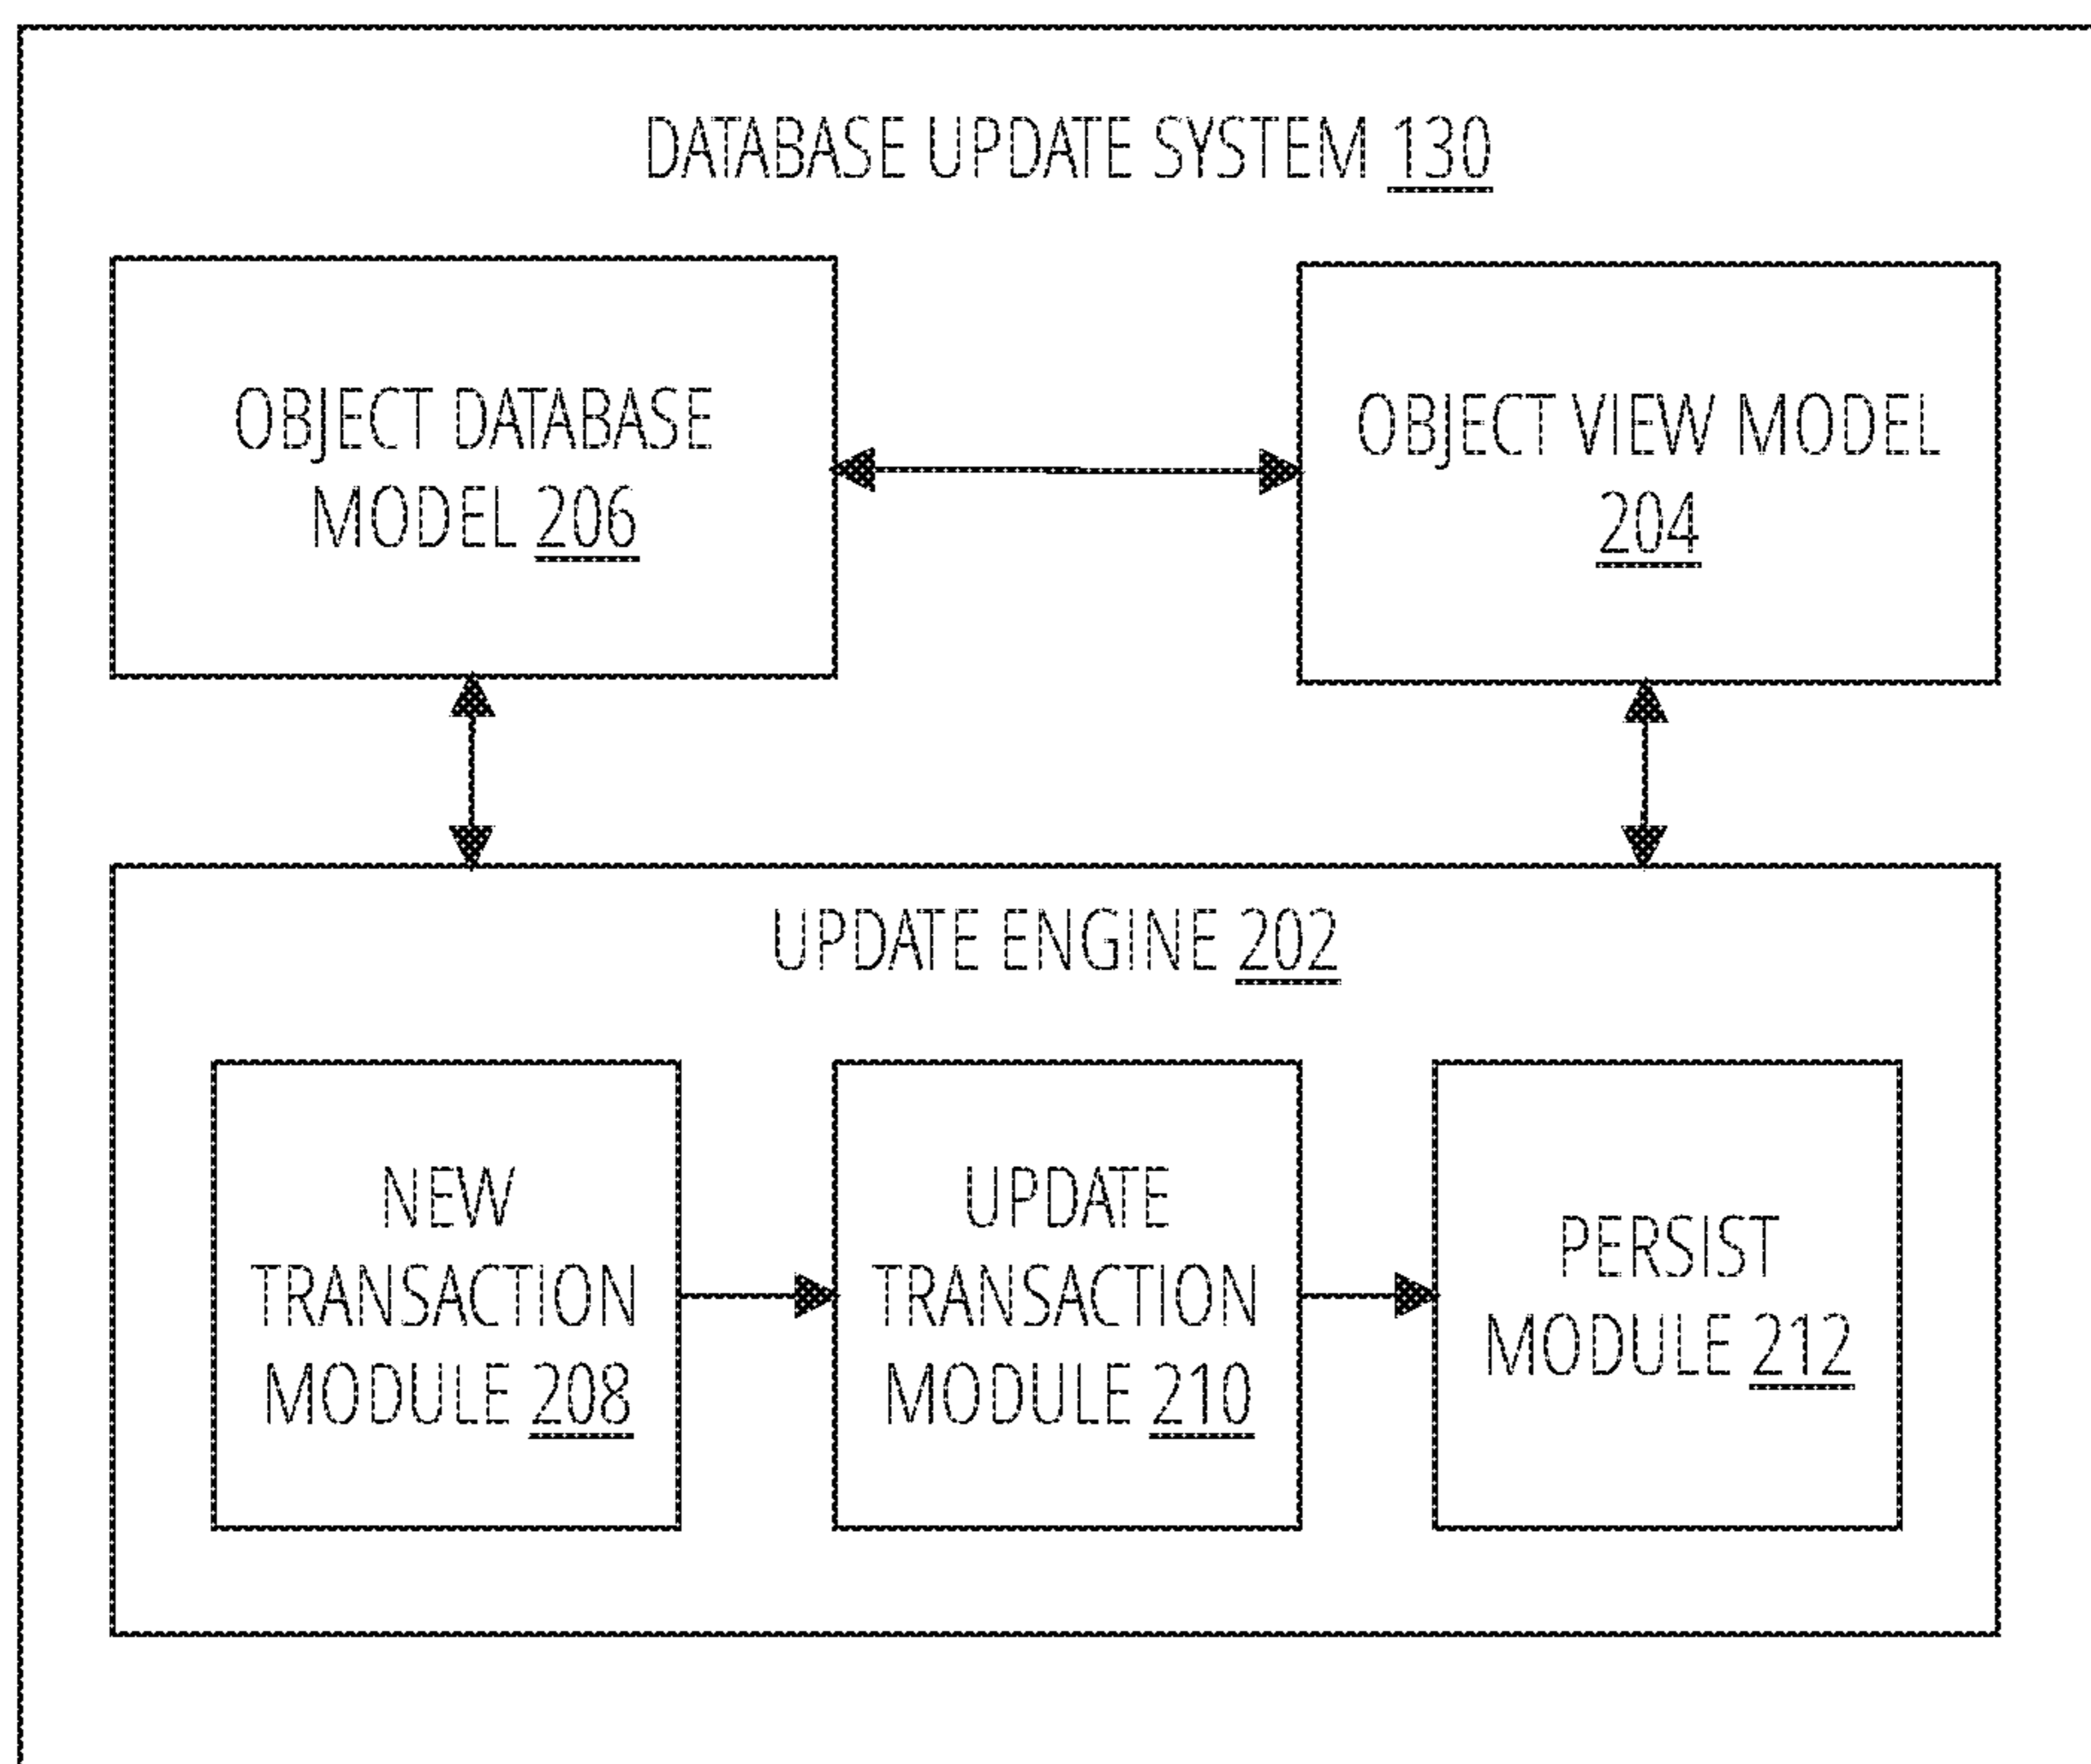 DATABASE UPDATE SYSTEM 130
OBJECT DATABASE
MODEL 206
OBJECT VIEW MODEL
204
UPDATE ENGINE 202
NEW
TRANSACTION
MODULE 208
UPDATE
TRANSACTION
MODULE 210
PERSIST
MODULE 212